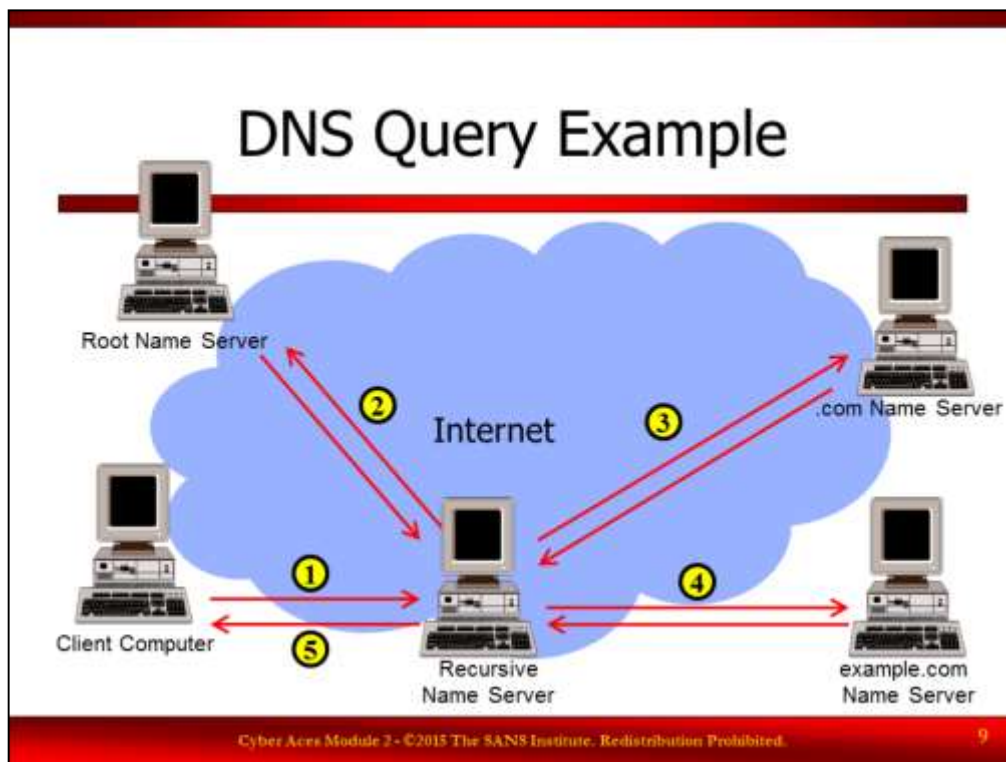 DNS Query Example
Root Name Server
.com Name Server
2
3
Internet
1
4
5
Client Computer
Recursive
Name Server
example.com
Name Server
Cyber Aces Module 2 - ©2015 The SANS Institute. Redistribution Prohibited.
9